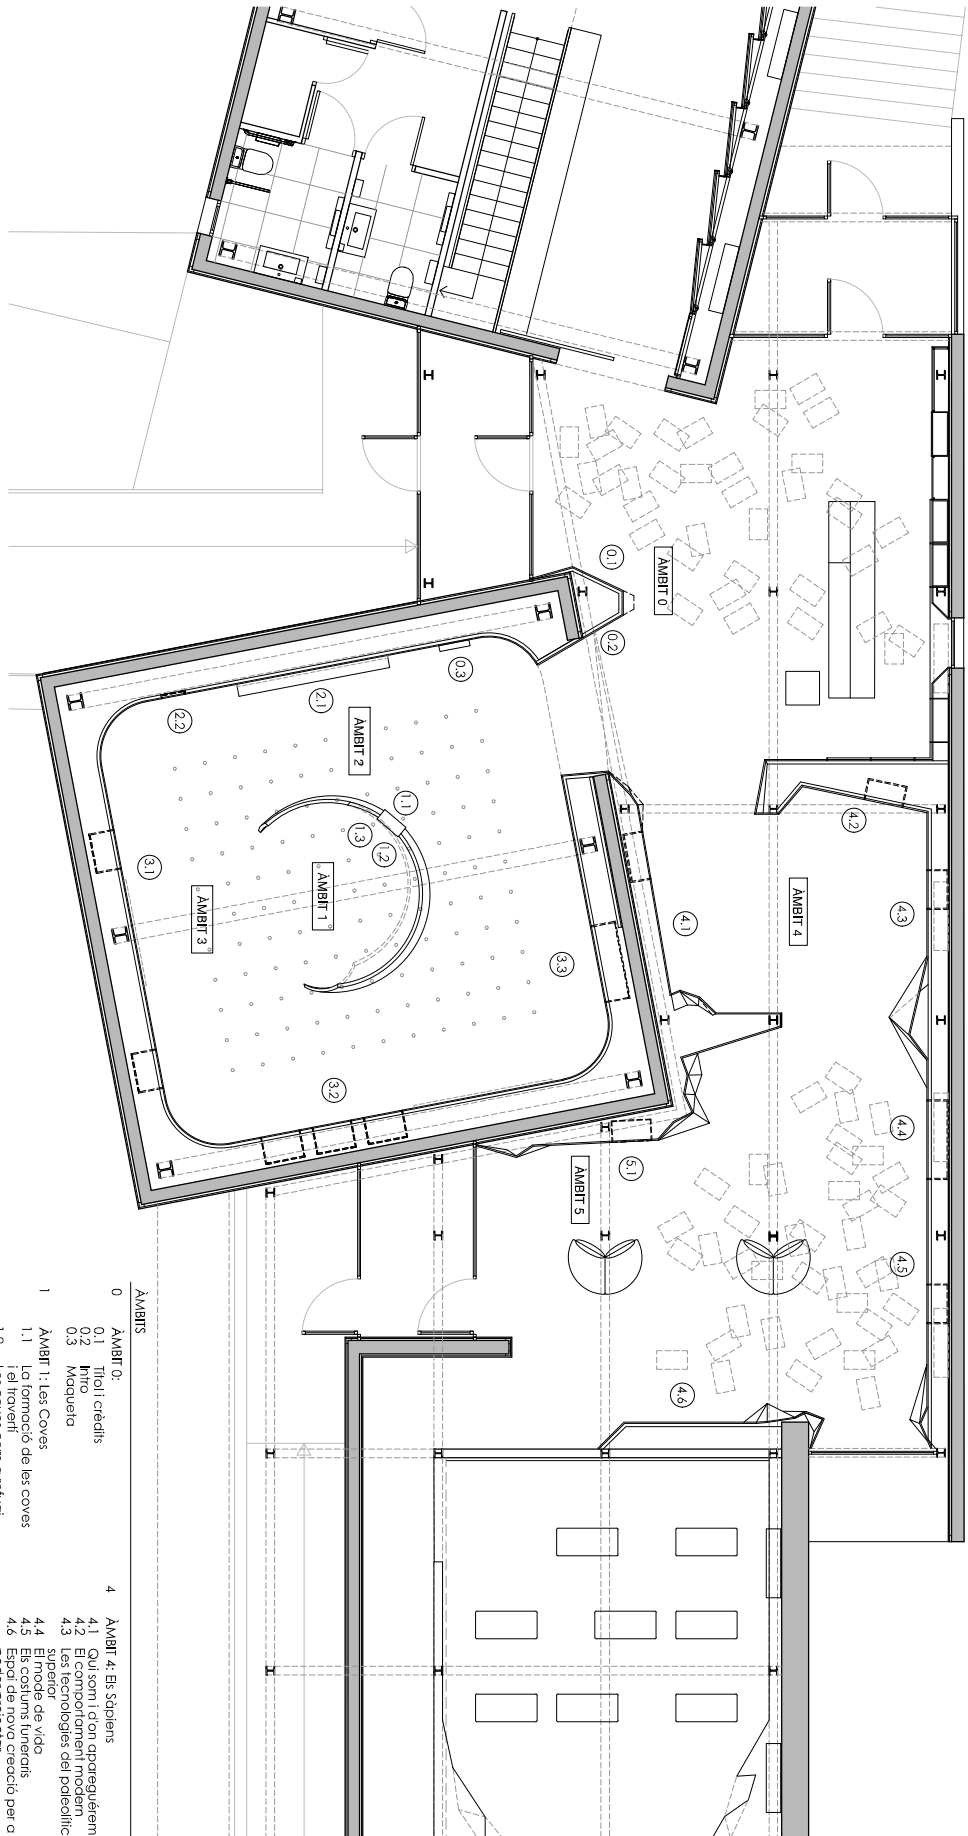 0.1
ÀMBIT 0
0.2
0.3
2.1
2.2
ÀMBIT 2
1.1
1.3
1.2
ÀMBIT 1
ÀMBIT 3
3.1
3.3
3.2
4.2
ÀMBIT 4
4.3
4.1
4.4
5.1
ÀMBIT 5
4.5
4.6
ÀMBITS
0 ÀMBIT 0:
0.1 Títol i crèdits
0.2 Intro
0.3 Maqueta
1 ÀMBIT 1: Les Coves
1.1 La formació de les coves
i el travertí
4 ÀMBIT 4: Els Sàpiens
4.1 Qui som i d'on apareguérem
4.2 El comportament modern
4.3 Les tecnologies del paleolític
superior
4.4 El mode de vida
4.5 Els costums funeraris
4.6 Espai de nova creació per a